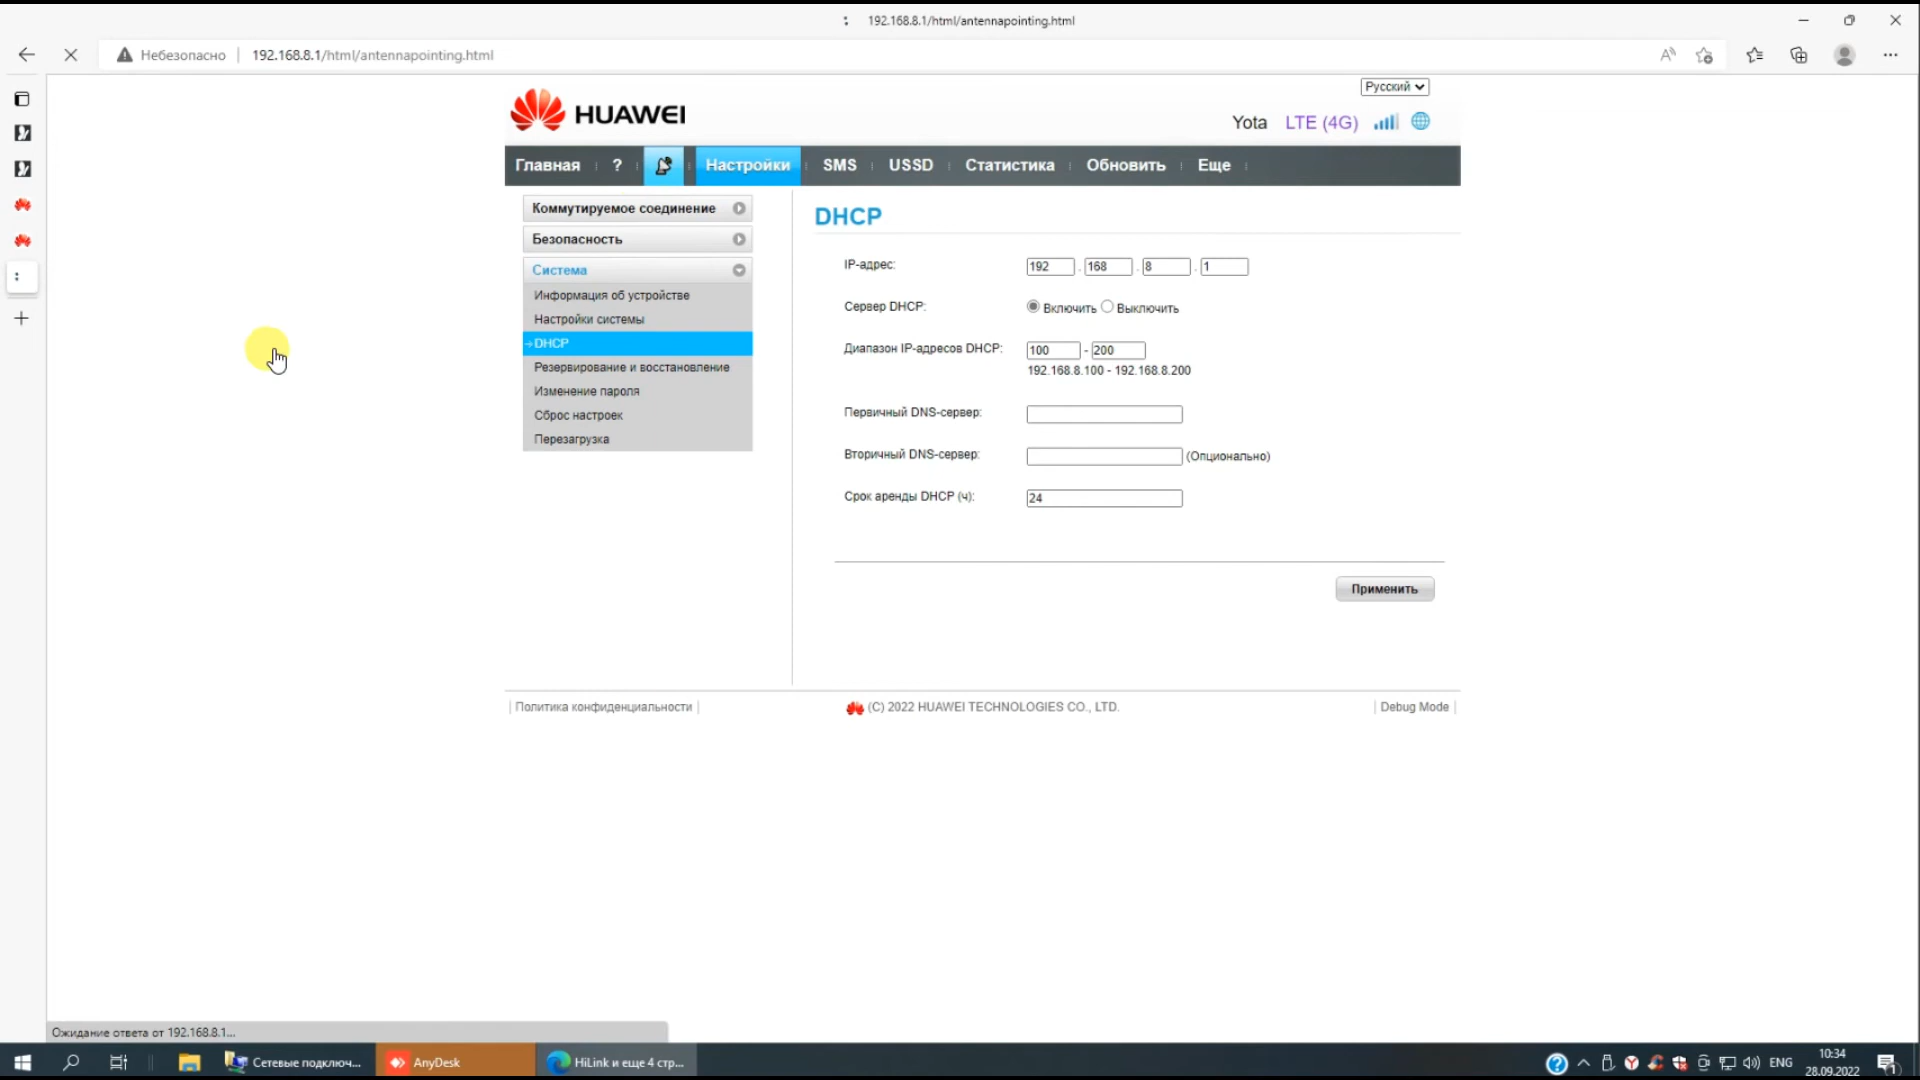 192.168.8.1/html/antennapointing.html
Небезопасно
192.168.8.1/html/antennapointing.html
Русский
HUAWEI
Yota LTE (4G)
Главная ? Настройки SMS USSD Статистика Обновить Еще
Коммутируемое соединение
Безопасность
Система
Информация об устройстве
Настройки системы
DHCP
Резервирование и восстановление
Изменение пароля
Сброс настроек
Перезагрузка
DHCP
IP-адрес: 192 . 168 . 8 . 1
Сервер DHCP: Включить Выключить
Диапазон IP-адресов DHCP: 100 - 200
192.168.8.100 - 192.168.8.200
Первичный DNS-сервер:
Вторичный DNS-сервер: (Опционально)
Срок аренды DHCP (ч): 24
Применить
Политика конфиденциальности
(C) 2022 HUAWEI TECHNOLOGIES CO., LTD.
Debug Mode
Ожидание ответа от 192.168.8.1...
Сетевые подключ...
AnyDesk
HiLink и еще 4 стр...
ENG
10:34
28.09.2022